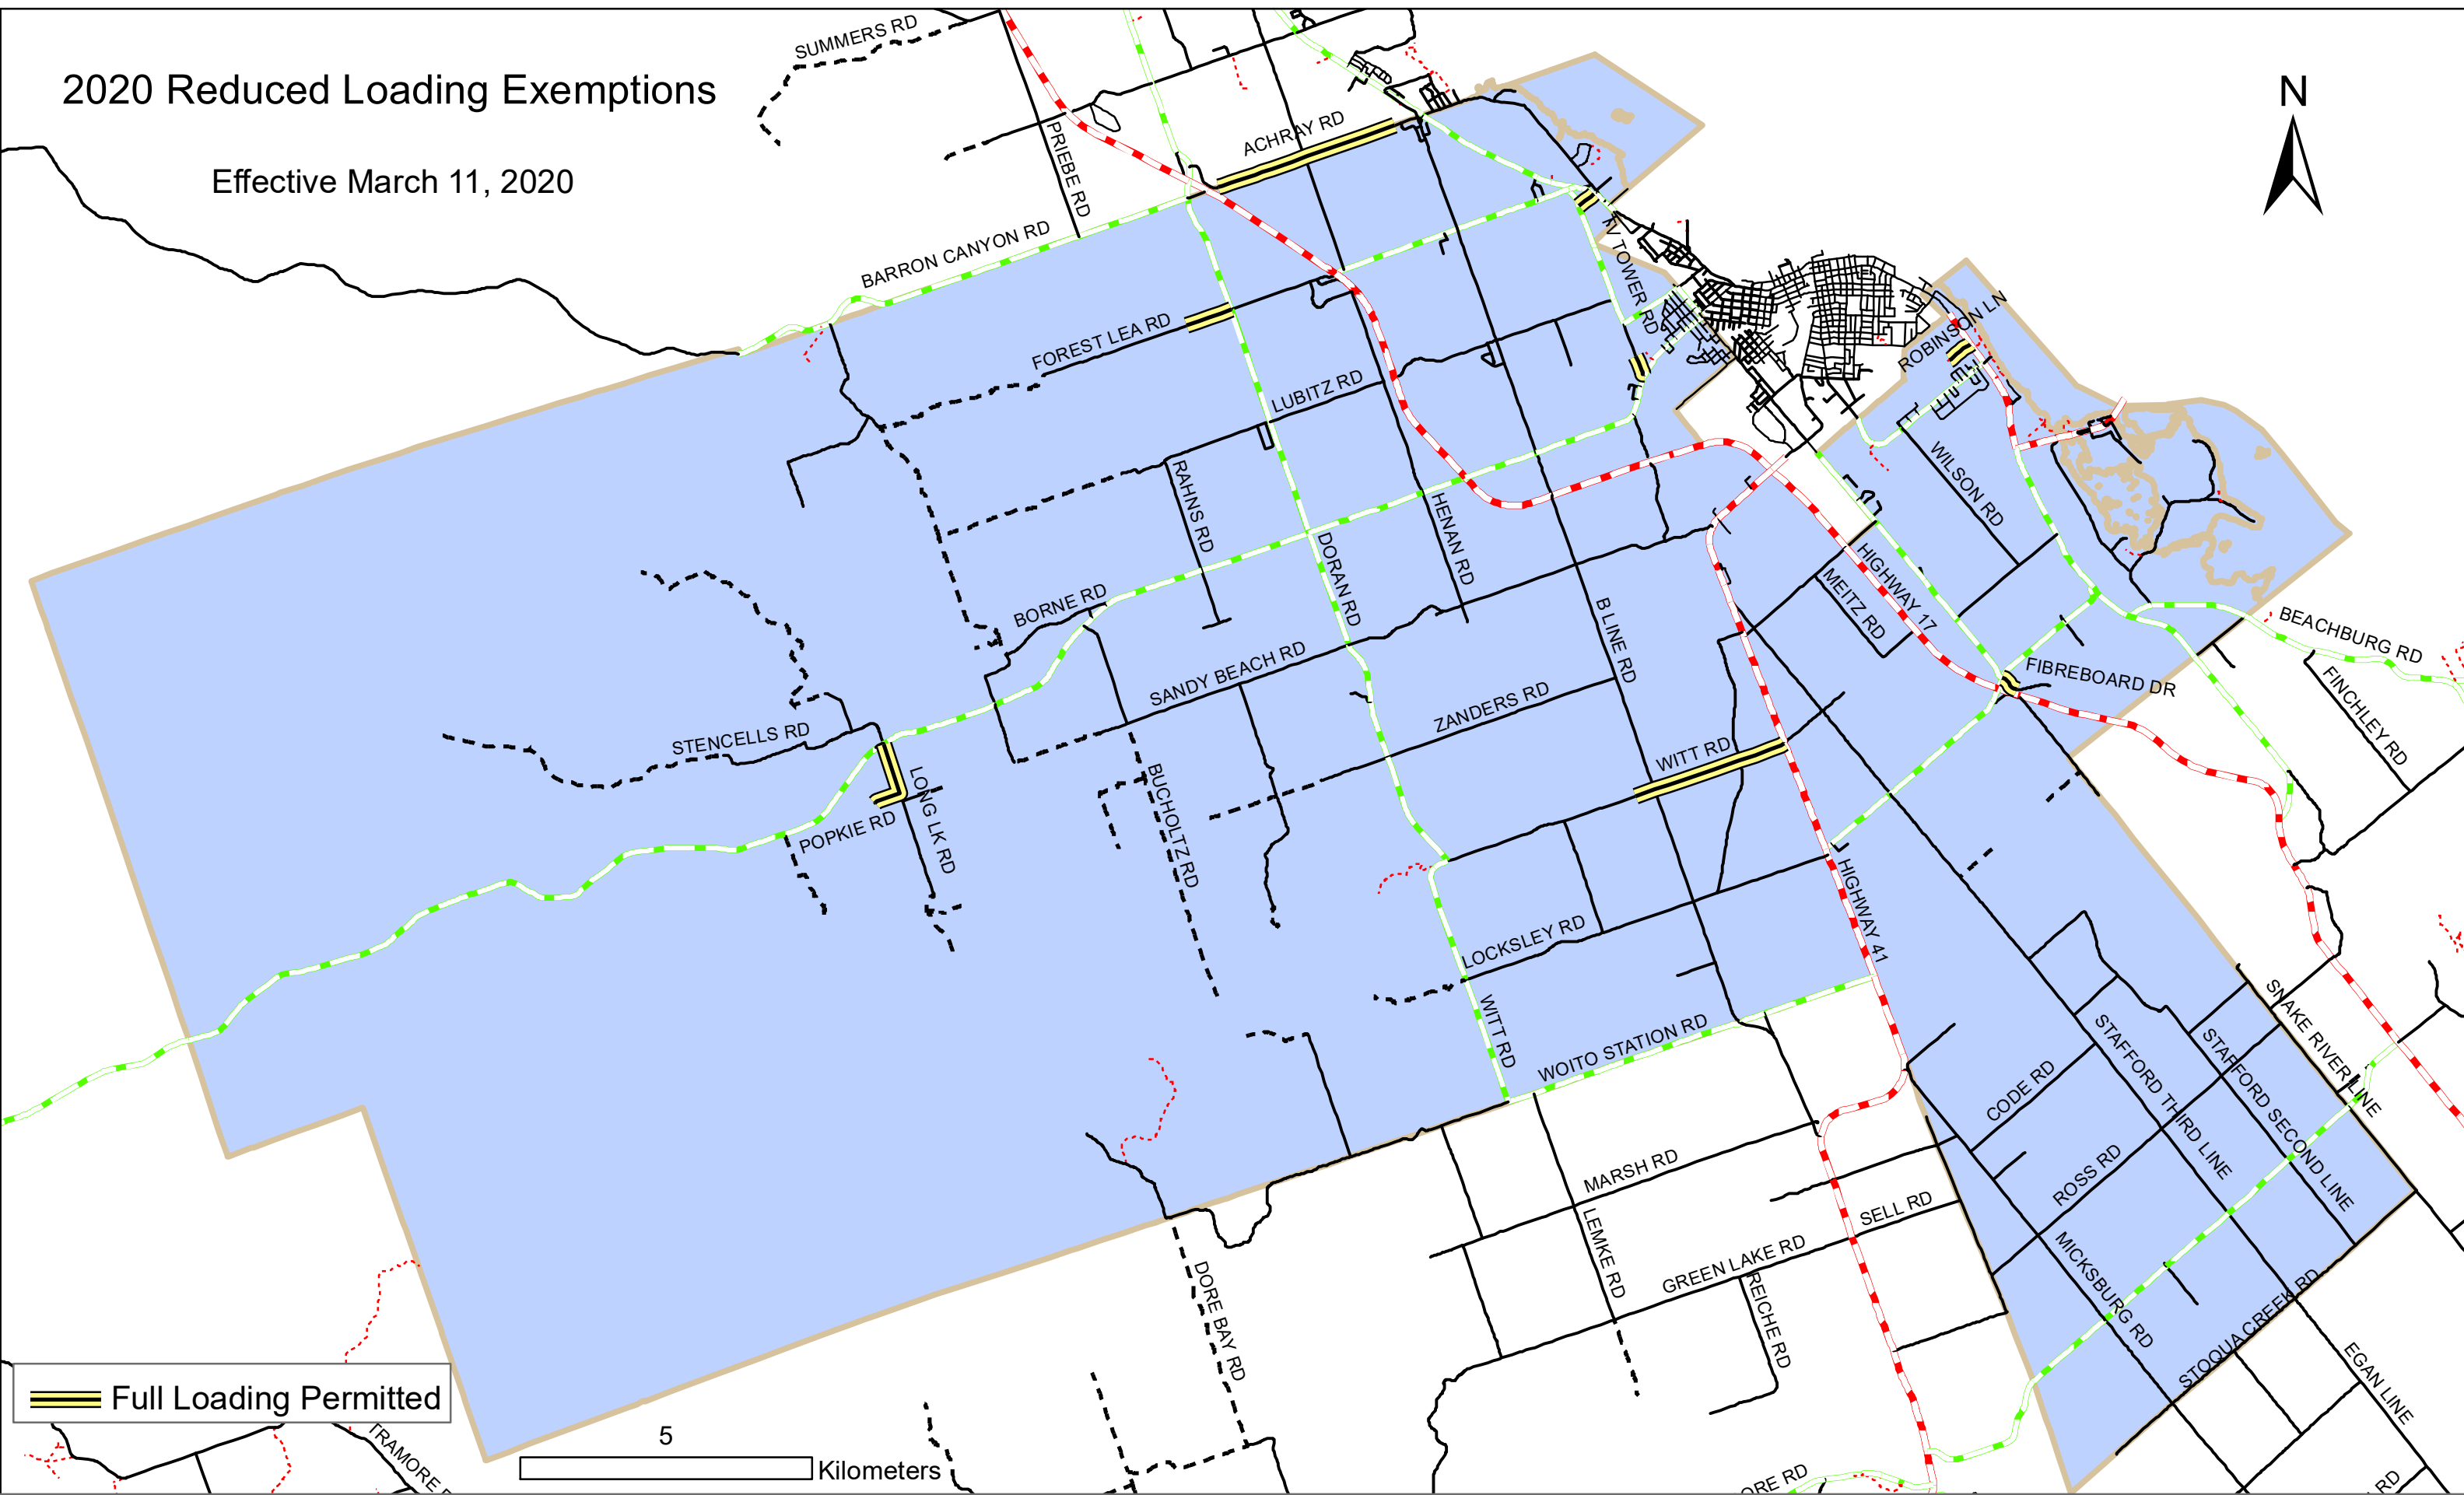 SUMMERS RD
2020 Reduced Loading Exemptions
N
ACHRAY RD
PRIEBE RD
Effective March 11, 2020
BARRON CANYON RD
TV TOWER RD
FOREST LEA RD
ROBINSON LN
LUBITZ RD
WILSON RD
RAHNS RD
HENAN RD
DORAN RD
HIGHWAY 17
MEITZ RD
BORNE RD
B LINE RD
BEACHBURG RD
SANDY BEACH RD
FIBREBOARD DR
FINCHLEY RD
ZANDERS RD
STENCELLS RD
WITT RD
LONG LK RD
BUCHOLTZ RD
POPKIE RD
HIGHWAY 41
LOCKSLEY RD
WITT RD
WOITO STATION RD
SNAKE RIVER LINE
STAFFORD THIRD LINE
STAFFORD SECOND LINE
CODE RD
ROSS RD
MARSH RD
SELL RD
LEMKE RD
GREEN LAKE RD
MICKSBURG RD
DORE BAY RD
REICHE RD
STOQUA CREEK RD
EGAN LINE
Full Loading Permitted
TRAMORE R
5
Kilometers
ORE RD
RD